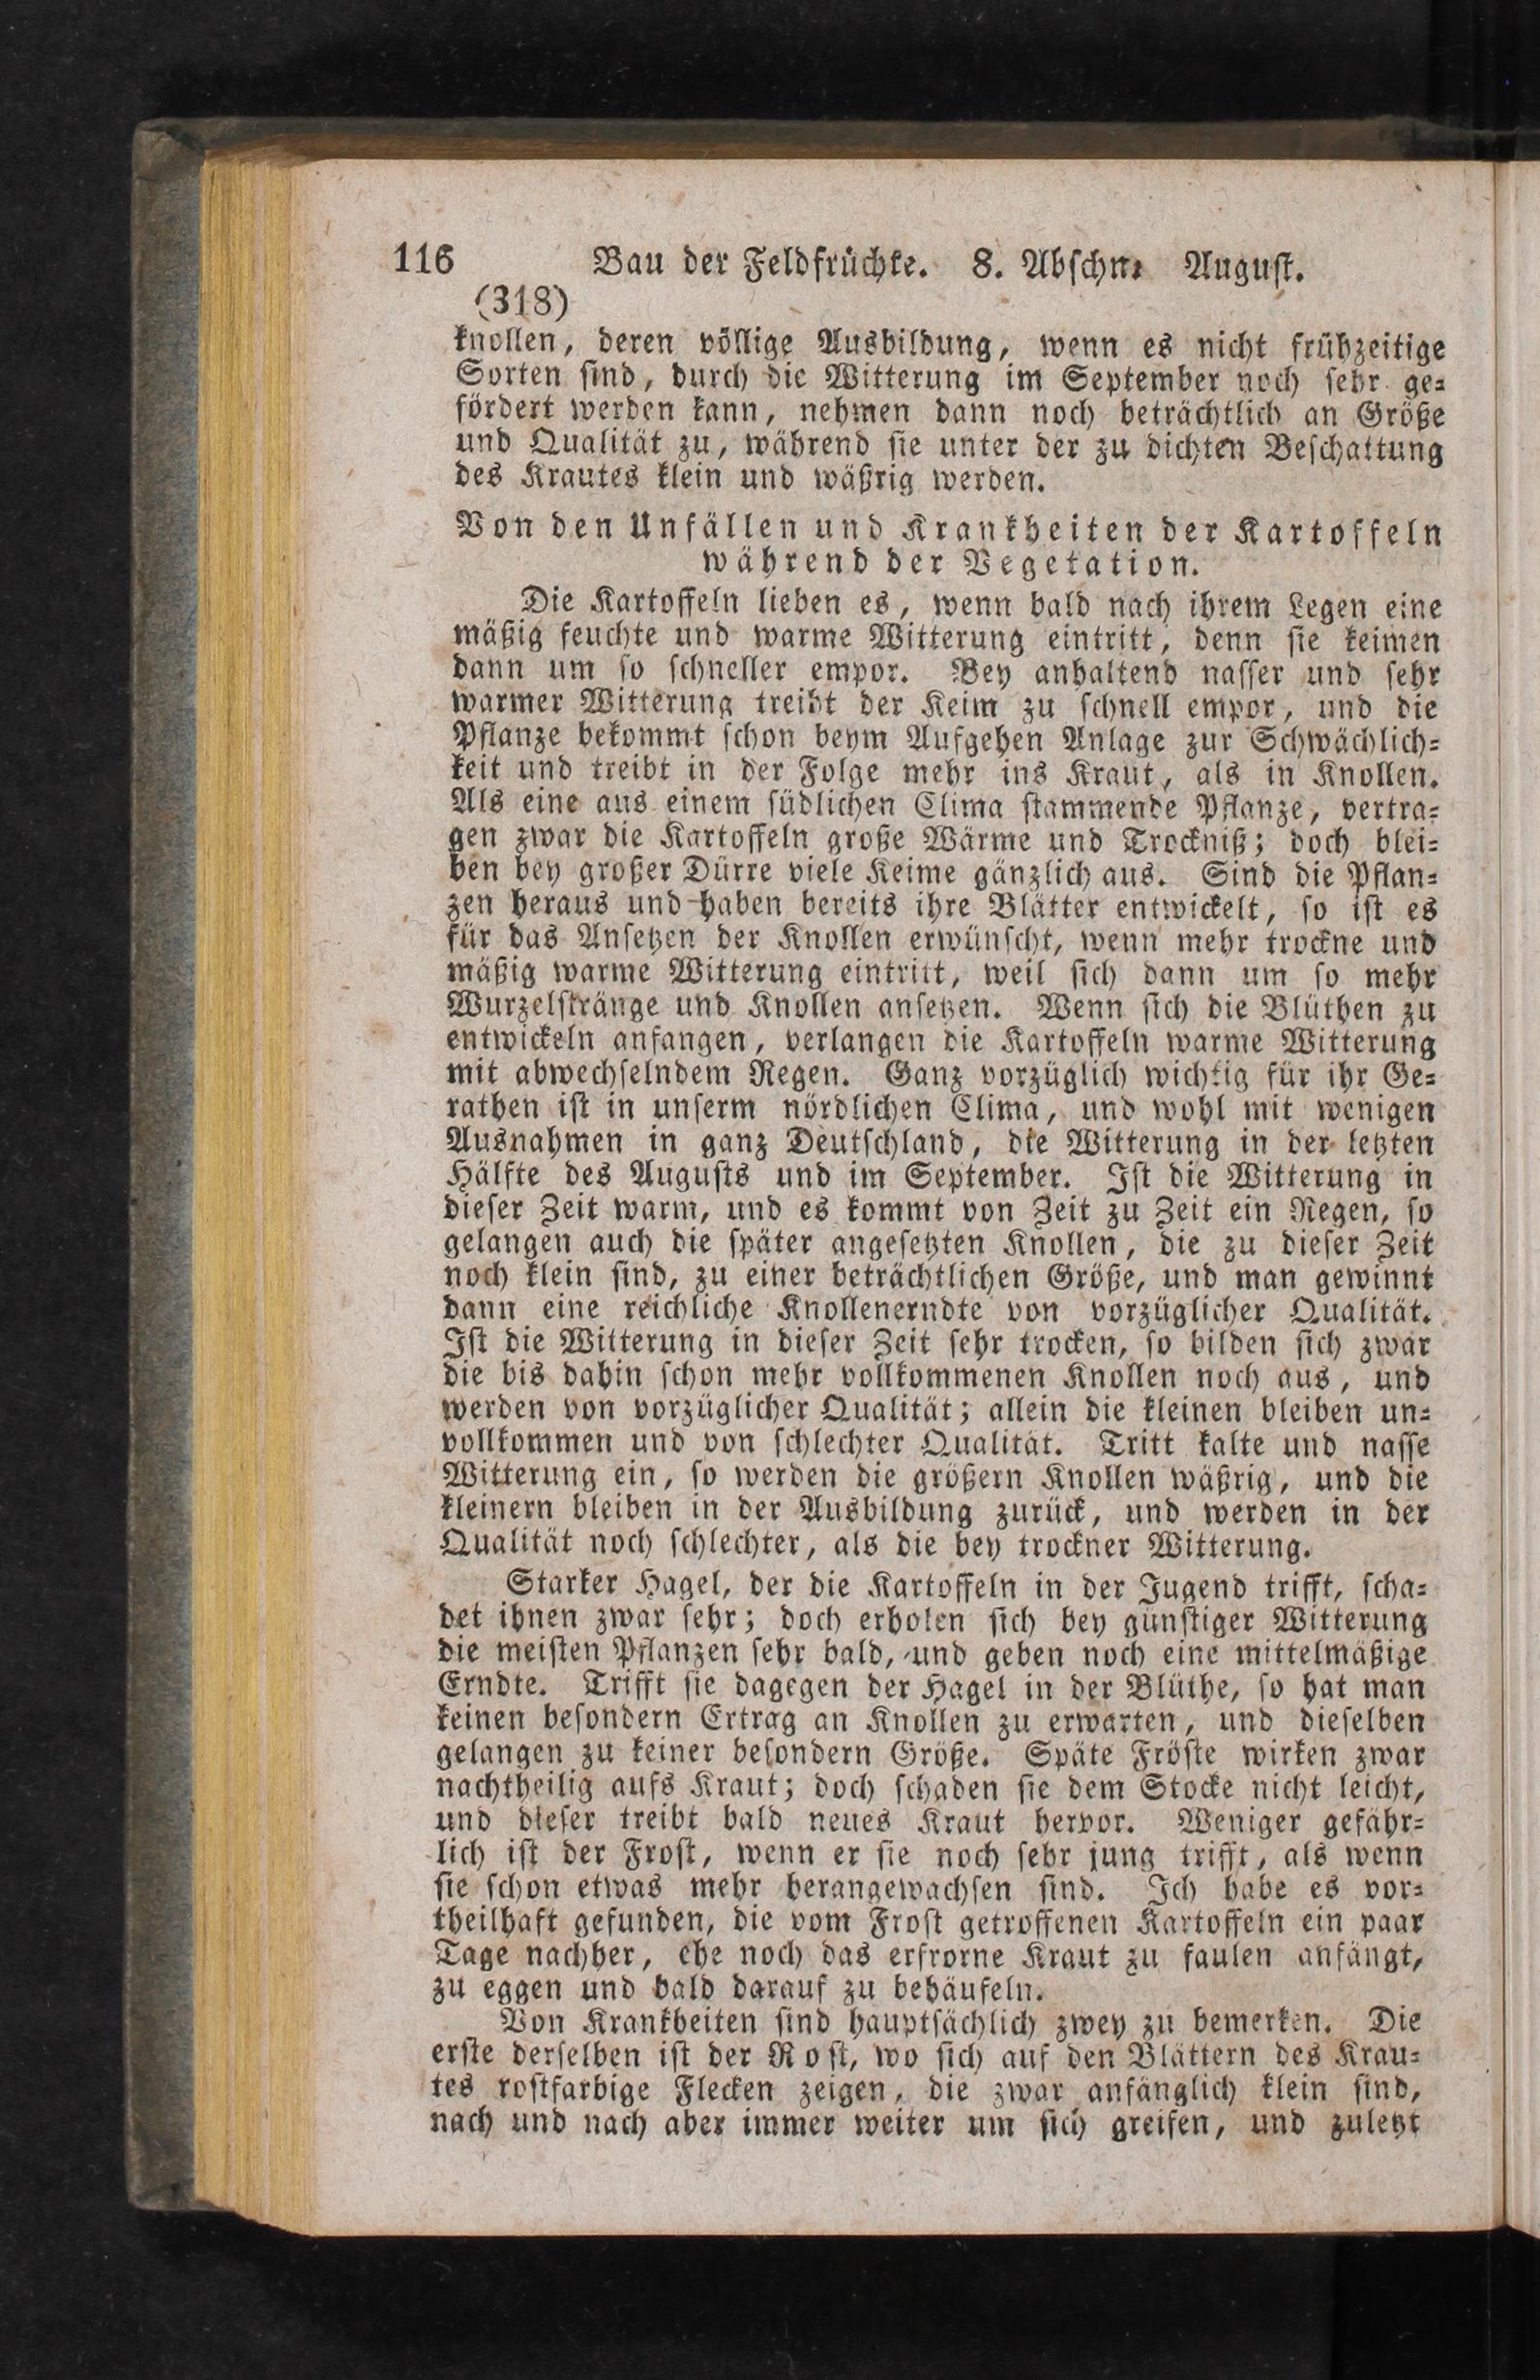 116 Bau der Feldfrüchte. 8. Abschn. August.
(318)
knollen, deren völlige Ausbildung, wenn es nicht frühzeitige
Sorten sind, durch die Witterung im September noch sehr ge=
fördert werden kann, nehmen dann noch beträchtlich an Größe
und Qualität zu, während sie unter der zu dichten Beschattung
des Krautes klein und wäßrig werden.
Von den Unfällen und Krankheiten der Kartoffeln
während der Vegetation.
Die Kartoffeln lieben es, wenn bald nach ihrem Legen eine
mäßig feuchte und warme Witterung eintritt, denn sie keimen
dann um so schneller empor. Bey anhaltend nasser und sehr
warmer Witterung treibt der Keim zu schnell empor, und die
Pflanze bekommt schon beym Aufgehen Anlage zur Schwächlich=
keit und treibt in der Folge mehr ins Kraut, als in Knollen.
Als eine aus einem südlichen Clima stammende Pflanze, vertra=
gen zwar die Kartoffeln große Wärme und Trockniß; doch blei=
ben bey großer Dürre viele Keime gänzlich aus. Sind die Pflan=
zen heraus und haben bereits ihre Blätter entwickelt, so ist es
für das Ansetzen der Knollen erwünscht, wenn mehr trockne und
mäßig warme Witterung eintritt, weil sich dann um so mehr
Wurzelstränge und Knollen ansetzen. Wenn sich die Blüthen zu
entwickeln anfangen, verlangen die Kartoffeln warme Witterung
mit abwechselndem Regen. Ganz vorzüglich wichtig für ihr Ge=
rathen ist in unserm nördlichen Clima, und wohl mit wenigen
Ausnahmen in ganz Deutschland, die Witterung in der letzten
Hälfte des Augusts und im September. Ist die Witterung in
dieser Zeit warm, und es kommt von Zeit zu Zeit ein Regen, so
gelangen auch die später angesetzten Knollen, die zu dieser Zeit
noch klein sind, zu einer beträchtlichen Größe, und man gewinnt
dann eine reichliche Knollenerndte von vorzüglicher Qualität.
Ist die Witterung in dieser Zeit sehr trocken, so bilden sich zwar
die bis dahin schon mehr vollkommenen Knollen noch aus, und
werden von vorzüglicher Qualität; allein die kleinen bleiben un=
vollkommen und von schlechter Qualität. Tritt kalte und nasse
Witterung ein, so werden die größern Knollen wäßrig, und die
kleinern bleiben in der Ausbildung zurück, und werden in der
Qualität noch schlechter, als die bey trockner Witterung.
Starker Hagel, der die Kartoffeln in der Jugend trifft, scha=
det ihnen zwar sehr; doch erholen sich bey günstiger Witterung
die meisten Pflanzen sehr bald, und geben noch eine mittelmäßige
Erndte. Trifft sie dagegen der Hagel in der Blüthe, so hat man
keinen besondern Ertrag an Knollen zu erwarten, und dieselben
gelangen zu keiner besondern Größe. Späte Fröste wirken zwar
nachtheilig aufs Kraut; doch schaden sie dem Stocke nicht leicht,
und dieser treibt bald neues Kraut hervor. Weniger gefähr=
lich ist der Frost, wenn er sie noch sehr jung trifft, als wenn
sie schon etwas mehr herangewachsen sind. Ich habe es vor=
theilhaft gefunden, die vom Frost getroffenen Kartoffeln ein paar
Tage nachher, ehe noch das erfrorne Kraut zu faulen anfängt,
zu eggen und bald darauf zu behäufeln.
Von Krankheiten sind hauptsächlich zwey zu bemerken. Die
erste derselben ist der Rost, wo sich auf den Blättern des Krau=
tes rostfarbige Flecken zeigen, die zwar anfänglich klein sind,
nach und nach aber immer weiter um sich greifen, und zuletzt